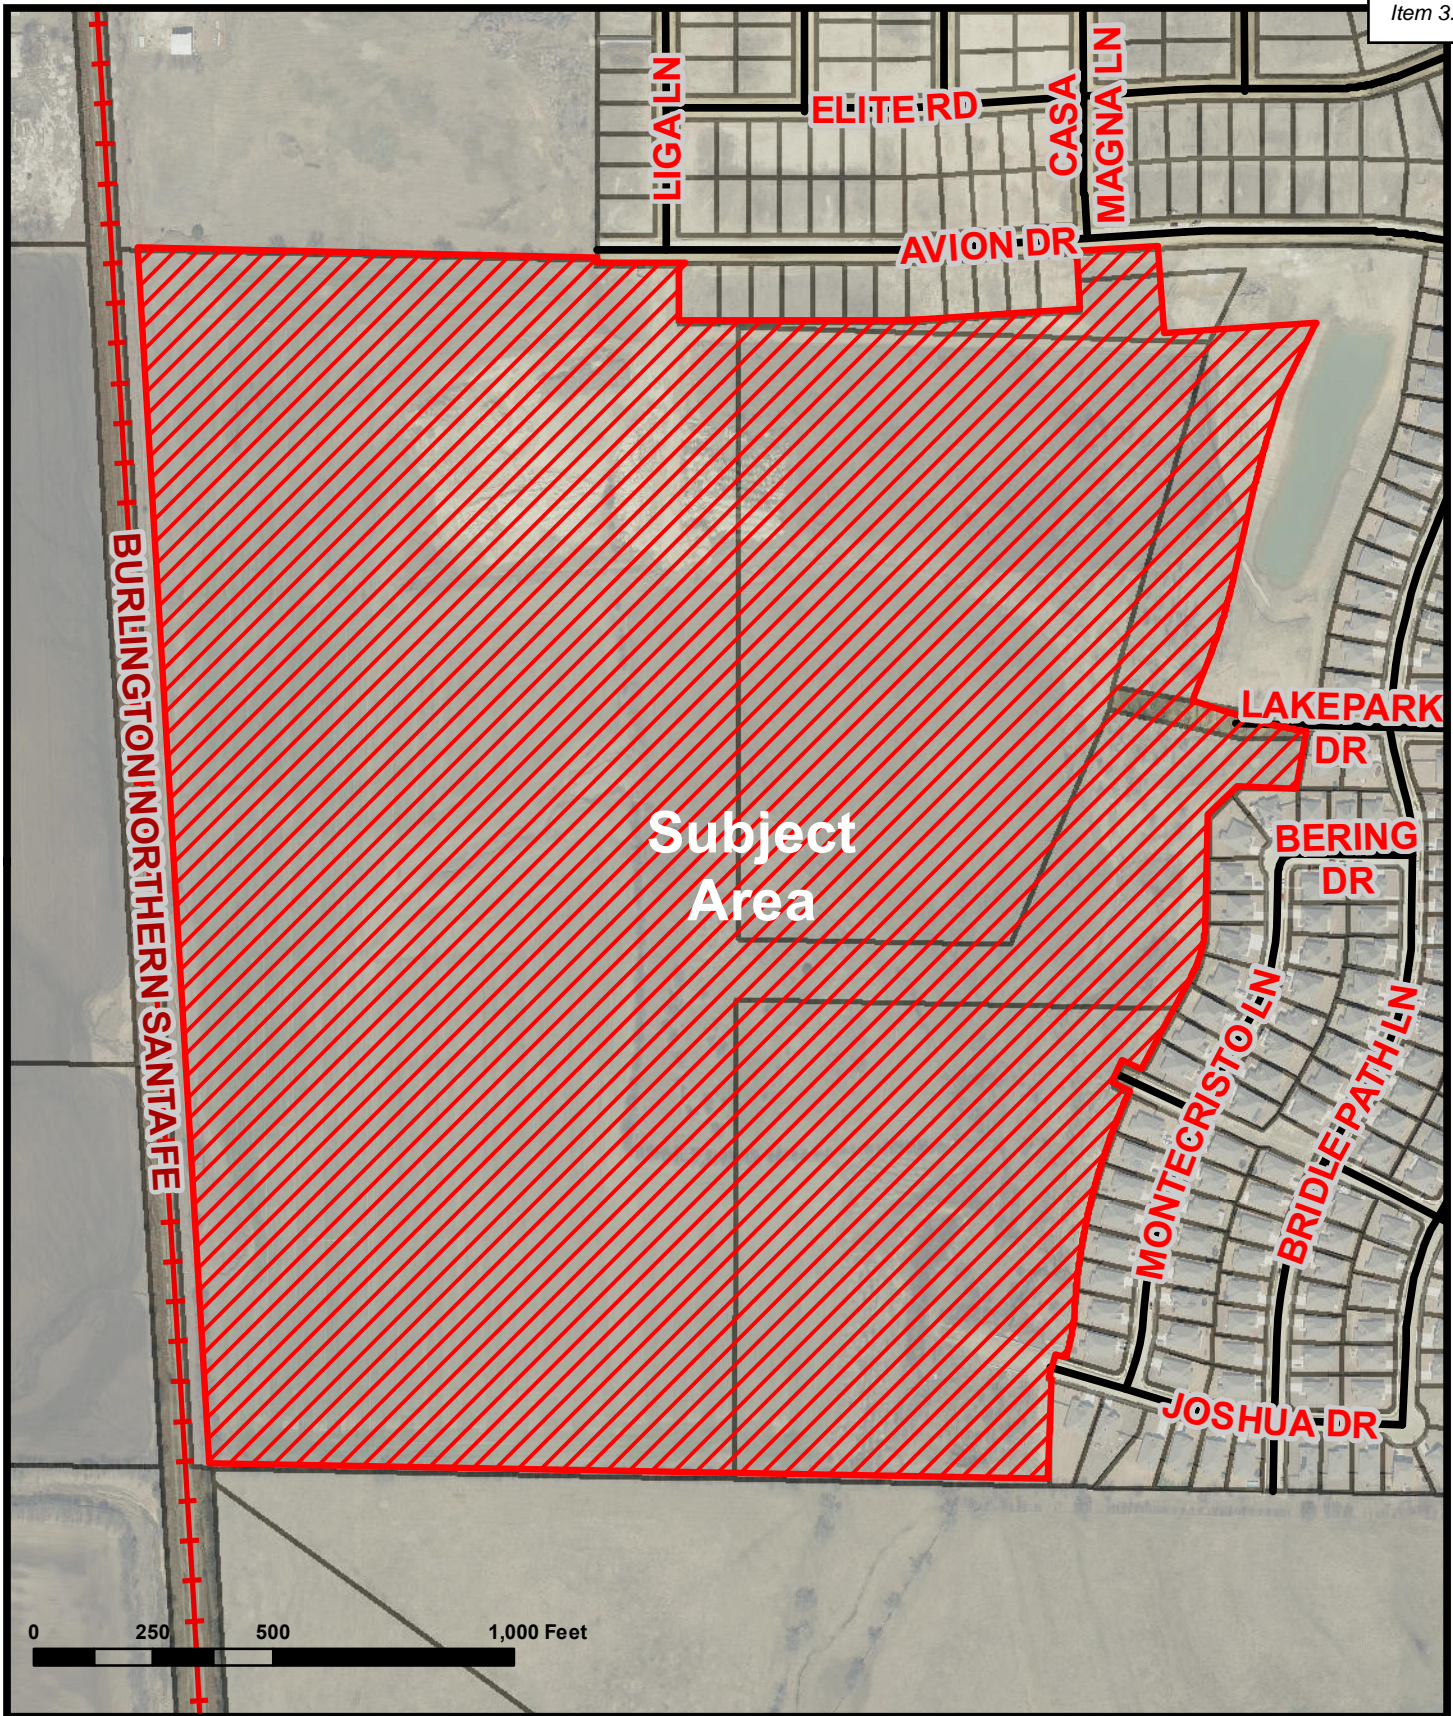 Item 3.
LIGA LN
ELITE RD
CASA
MAGNA LN
AVION DR
BURLINGTON NORTHERN SANTA FE
LAKEPARK
DR
BERING
DR
Subject
Area
MONTECRISTO LN
BRIDLE PATH LN
JOSHUA DR
0 250 500 1,000 Feet